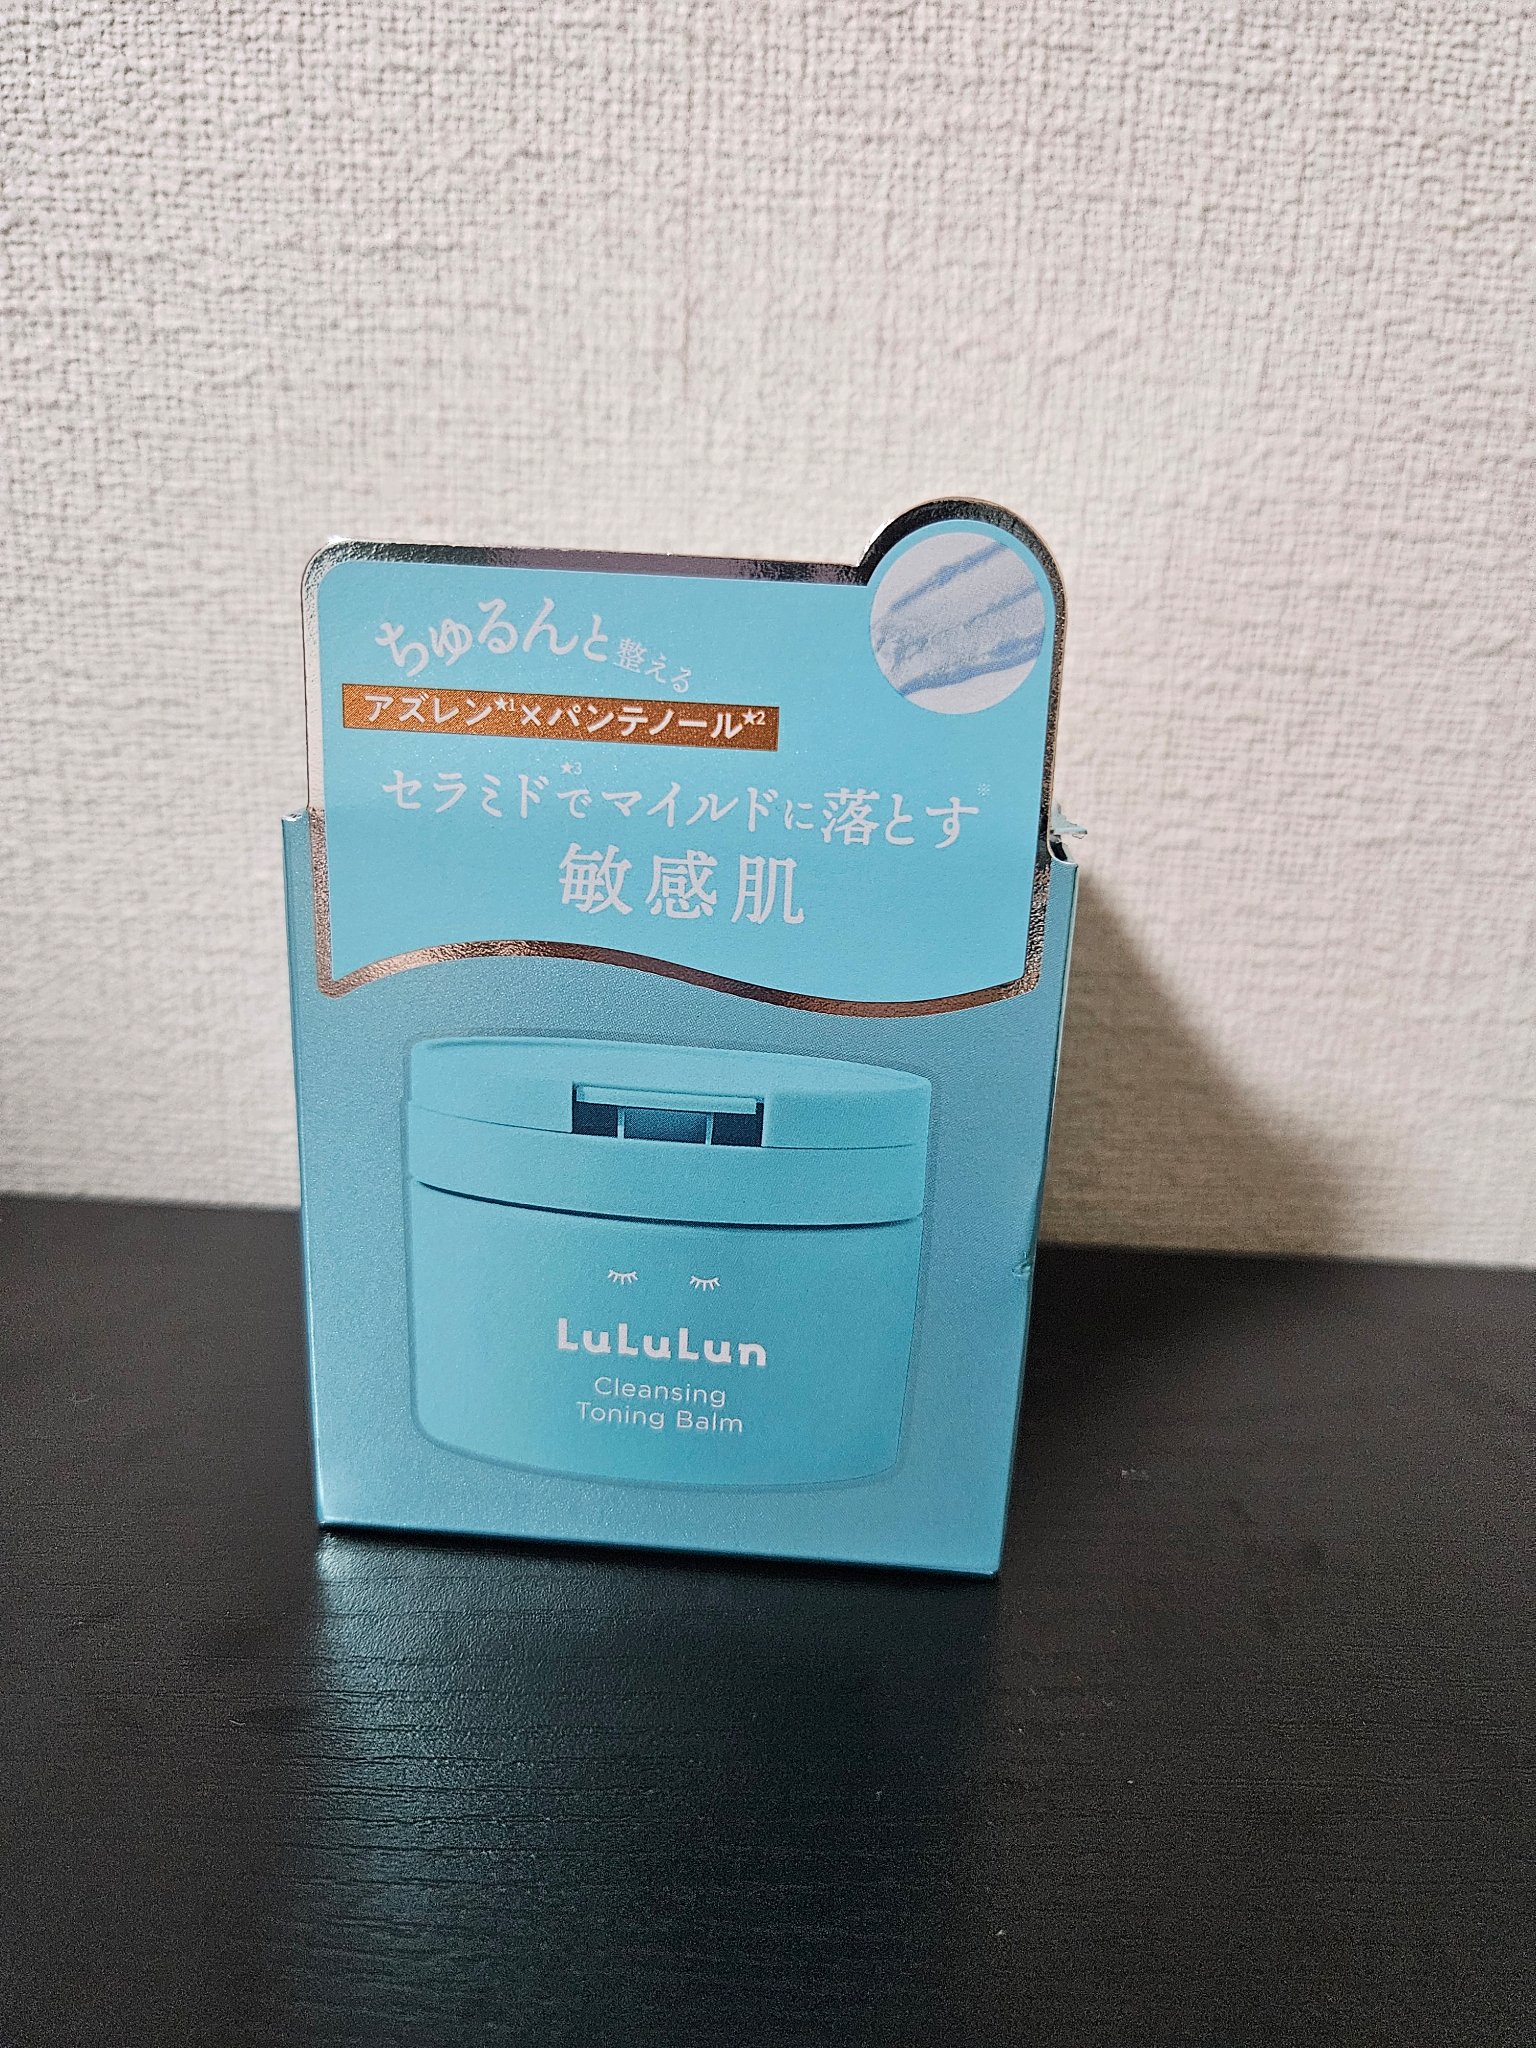 ちゅるんと整える
アズレン★1×パンテノール★2
セラミド★3でマイルドに落とす※
敏感肌
LuLuLun
Cleansing
Toning Balm